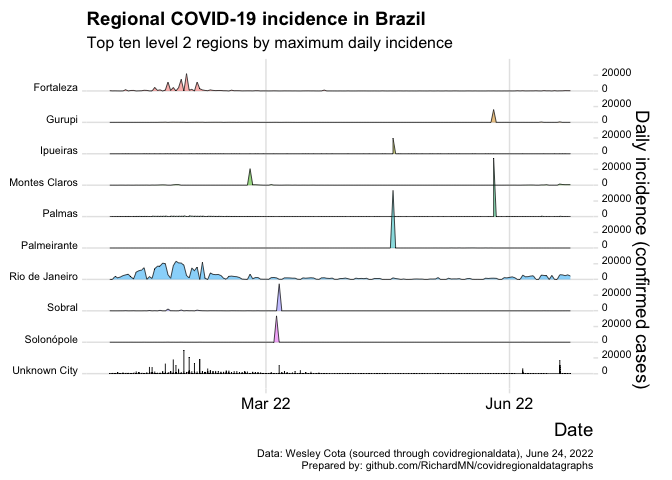 Regional COVID-19 incidence in Brazil
Top ten level 2 regions by maximum daily incidence
Fortaleza
20000
0
Gurupi
20000
0
Ipueiras
20000
0
Montes Claros
20000
0
Palmas
20000
0
Palmeirante
20000
0
Rio de Janeiro
20000
0
Sobral
20000
0
Solonópole
20000
0
Unknown City
20000
0
Daily incidence (confirmed cases)
Mar 22
Jun 22
Date
Data: Wesley Cota (sourced through covidregionaldata), June 24, 2022
Prepared by: github.com/RichardMN/covidregionaldatagraphs